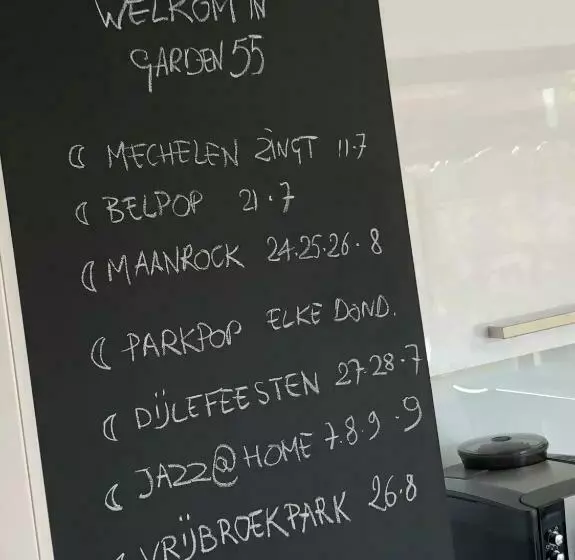 WELKOM IN
GARDEN 55
MECHELEN ZINGT 11.7
BELPOP 21.7
MAANROCK 24.25.26.8
PARKPOP ELKE DOND.
DIJLEFEESTEN 27.28.7
JAZZ@HOME 7.8.9.9
VRIJBROEKPARK 26.8